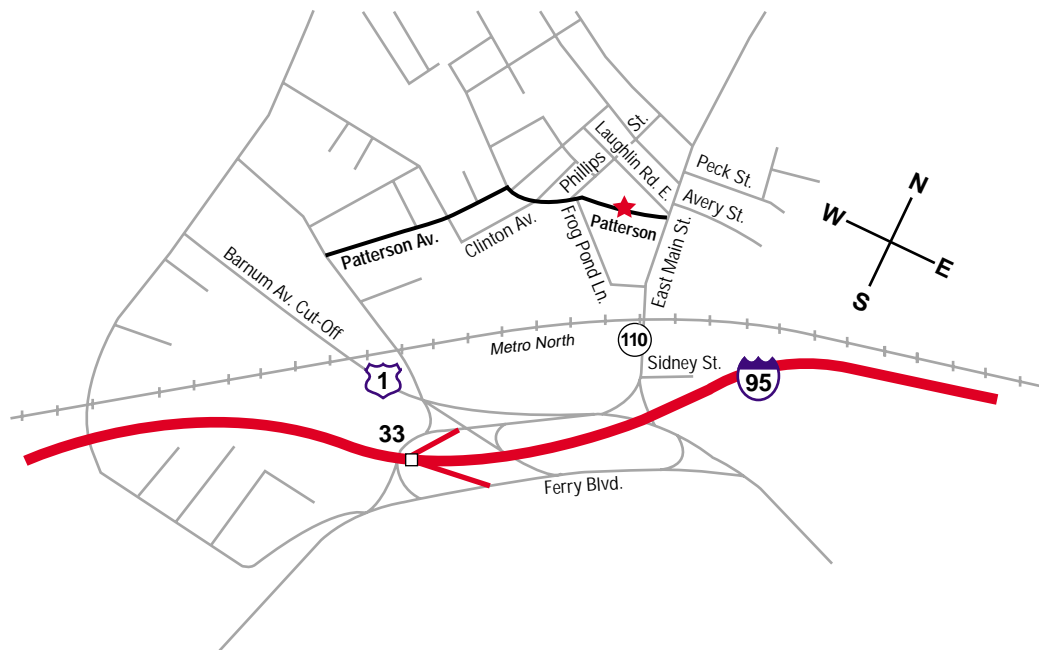 St.
Laughlin Rd. E.
Phillips
Peck St.
Avery St.
N
W
E
S
Patterson
Clinton Av.
Patterson Av.
Frog Pond Ln.
East Main St.
Barnum Av. Cut-Off
Metro North
110
Sidney St.
1
95
33
Ferry Blvd.